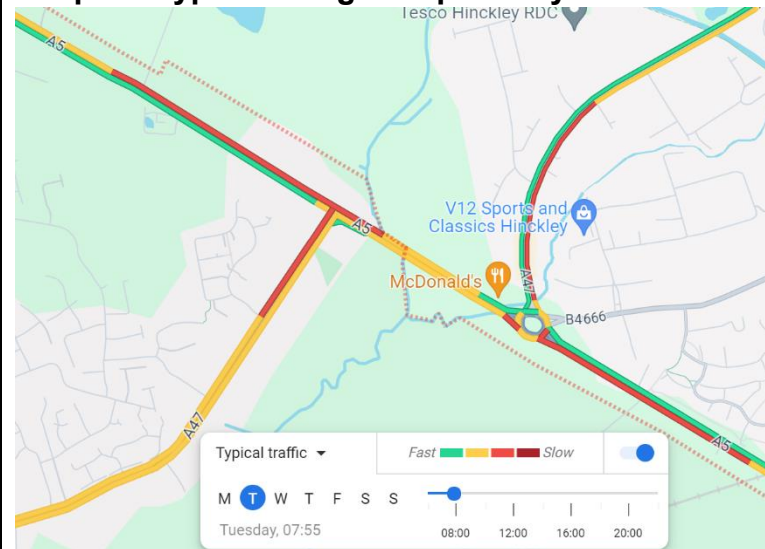 A5
Tesco Hinckley RDC
V12 Sports and
Classics Hinckley
A5
McDonald's
A47
B4666
A47
A5
Typical traffic
Fast
Slow
M T W T F S S
Tuesday, 07:55
08:00 12:00 16:00 20:00